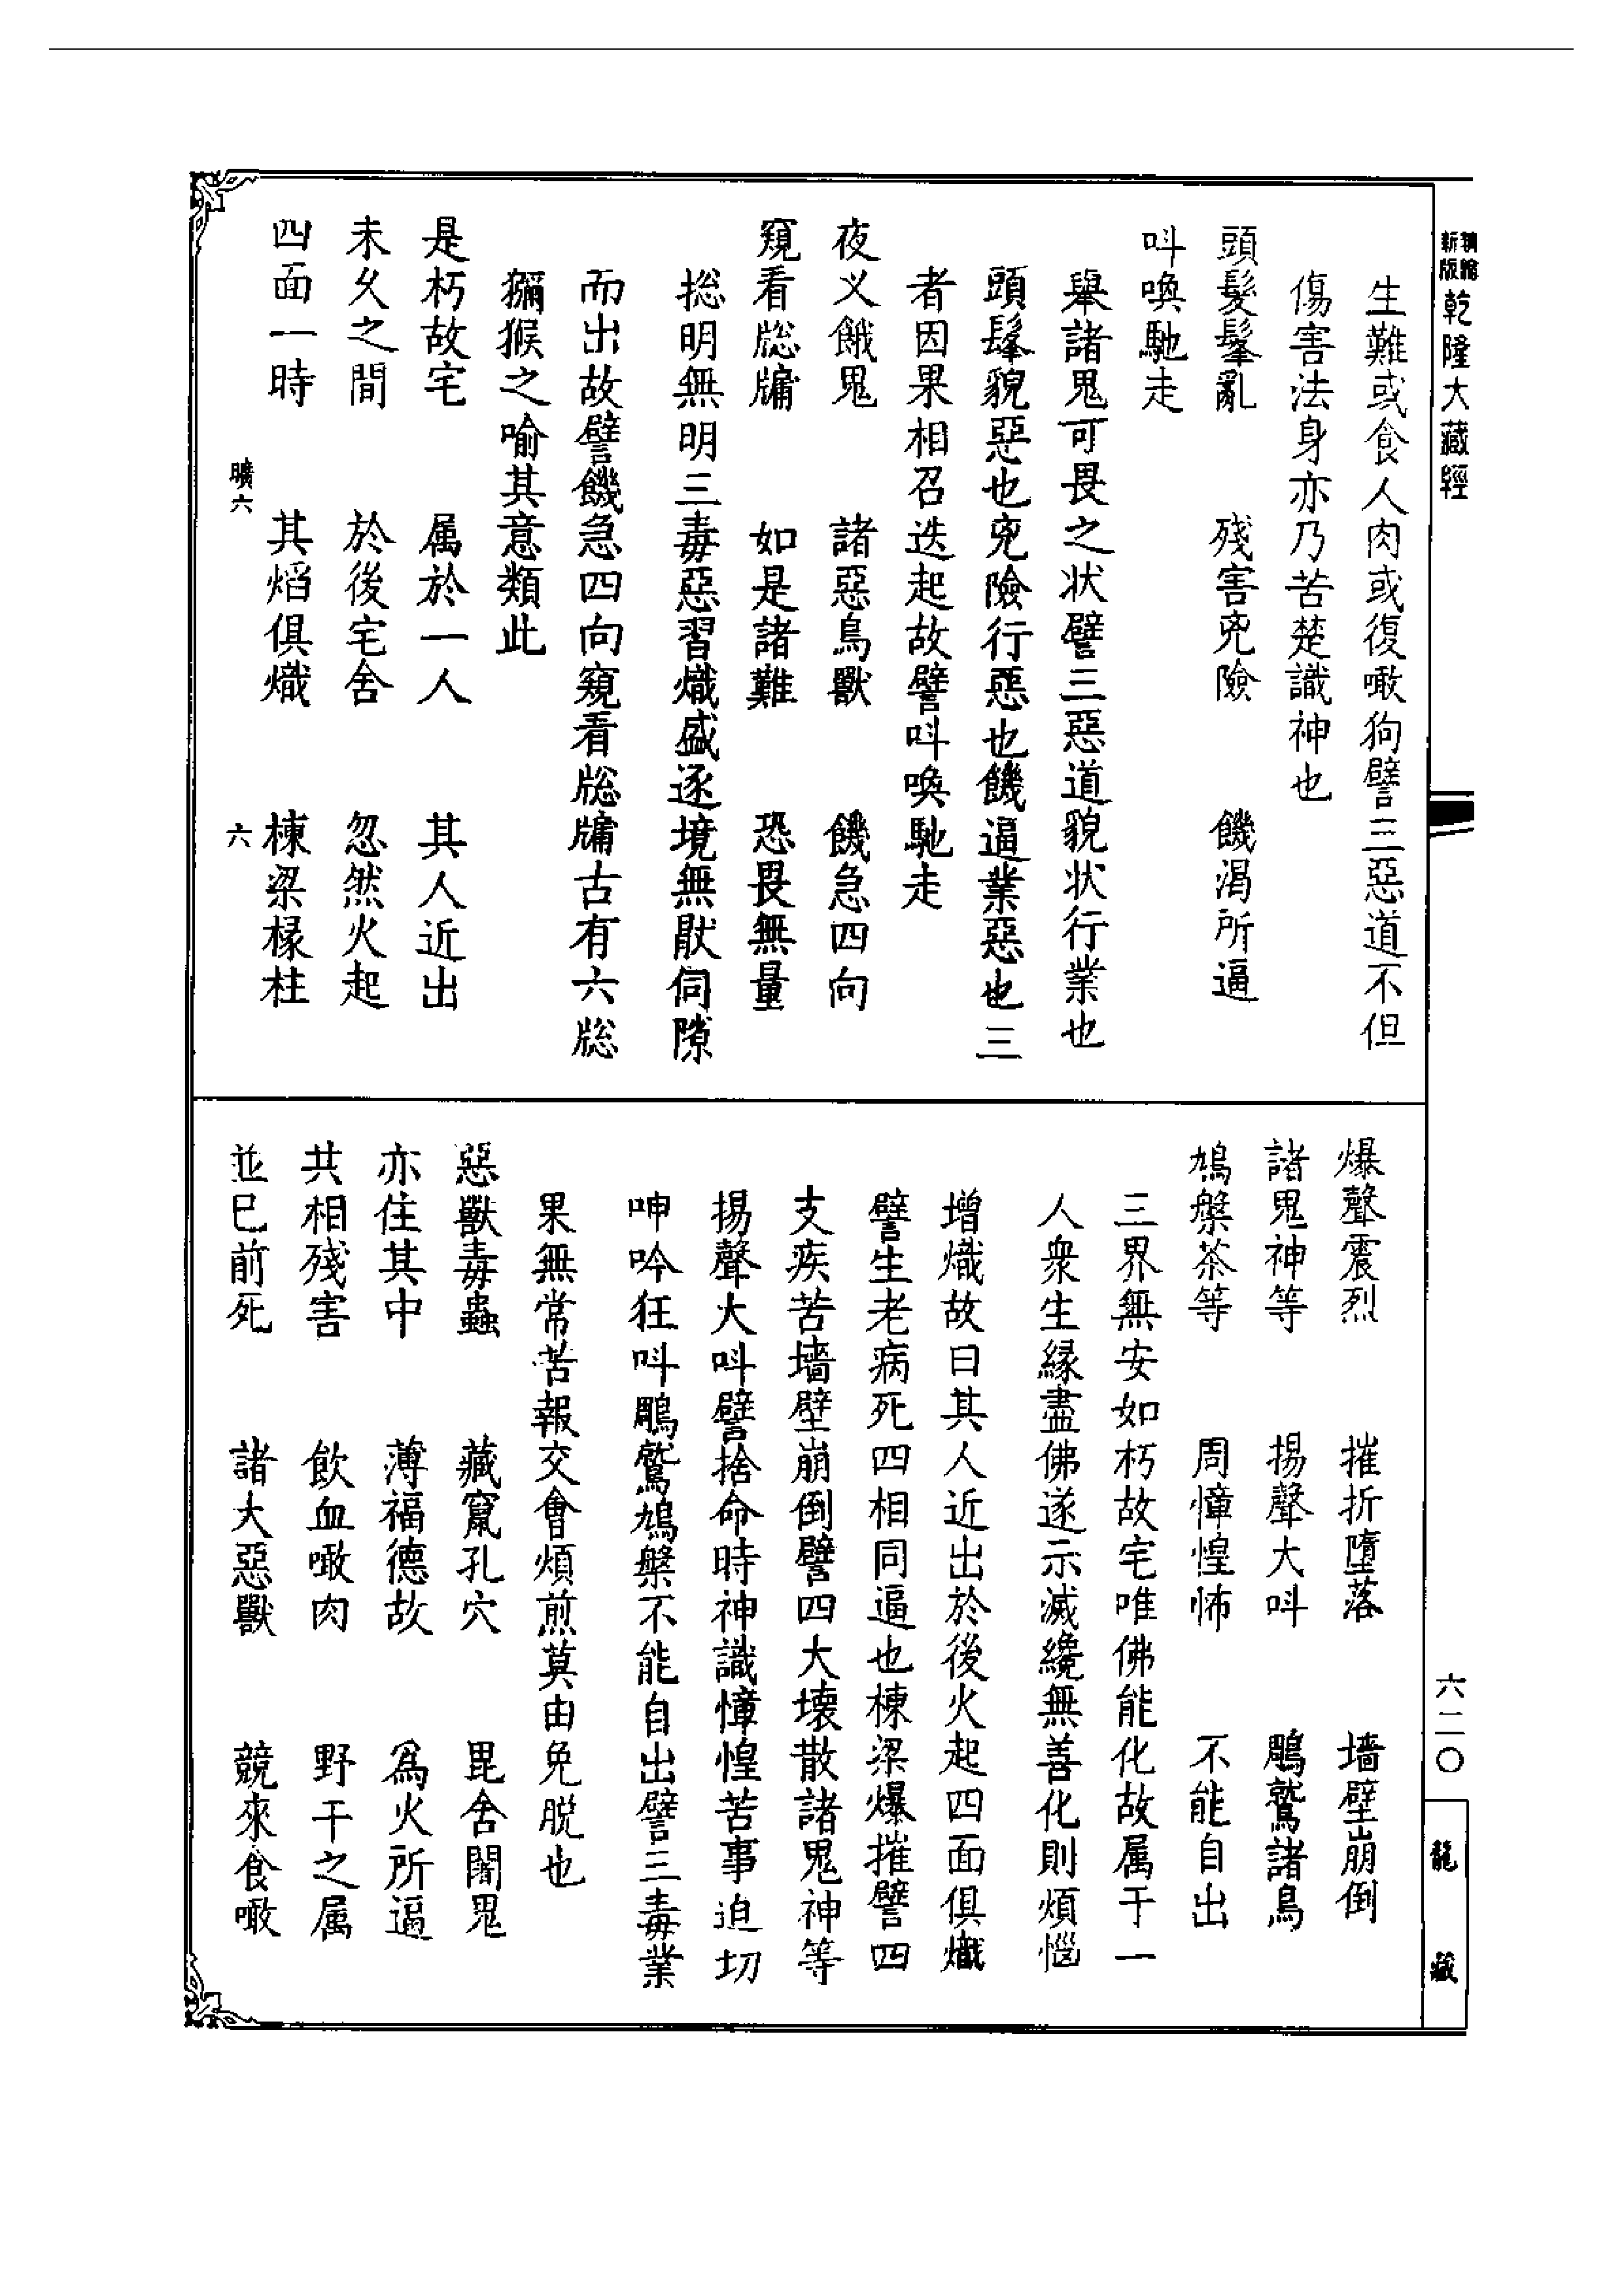 新版
乾隆大藏經
生難或食人肉或復噉狗譬三惡道不但
傷害法身亦乃苦楚識神也
頭髮髼亂　殘害兇險　饑渴所逼
呌喚馳走
舉諸鬼可畏之状譬三惡道貌状行業也
頭髼貌惡也兇險行惡也饑逼業惡也三
者因果相召迭起故譬呌喚馳走
夜叉餓鬼　諸惡鳥獸　饑急四向
窺看牕牗　如是諸難　恐畏無量
揔明無明三毒惡習熾盛逐境無猒伺隙
而出故譬饑急四向窺看牕牗古有六牕
獼猴之喻其意類此
是朽故宅　属於一人　其人近出
未久之間　於後宅舍　忽然火起
四面一時　其焰俱熾　棟梁椽柱
曠六　六
爆聲震烈　摧折墮落　墻壁崩倒
諸鬼神等　揚聲大呌　鵰鷲諸鳥
鳩槃茶等　周慞惶怖　不能自出
三界無安如朽故宅唯佛能化故属于一
人衆生緣盡佛遂示滅纔無善化則煩惱
增熾故曰其人近出於後火起四面俱熾
譬生老病死四相同逼也棟梁爆摧譬四
支疾苦墻壁崩倒譬四大壞散諸鬼神等
揚聲大呌譬捨命時神識慞惶苦事迫切
呻吟狂呌鵰鷲鳩槃不能自出譬三毒業
果無常苦報交會煩煎莫由免脫也
惡獸毒蟲　藏竄孔穴　毘舍闍鬼
亦住其中　薄福德故　為火所逼
共相殘害　飲血噉肉　野干之属
並已前死　諸大惡獸　競來食噉
六二〇
龍藏